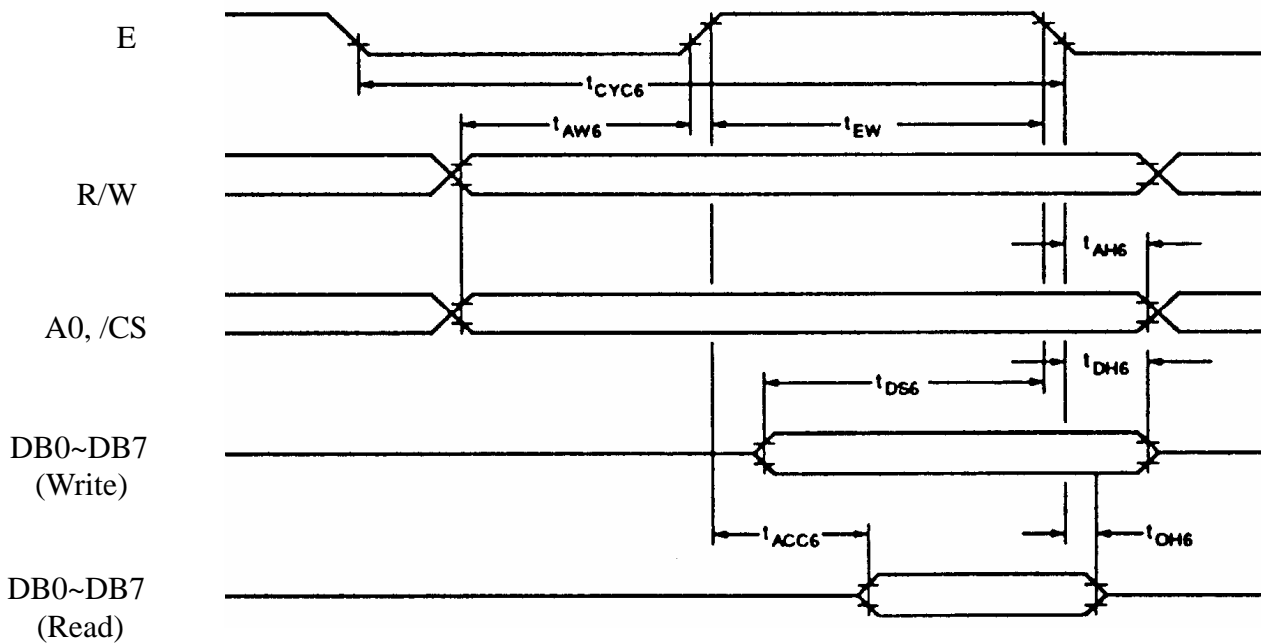 E
tCYC6
tAW6
tEW
R/W
tAH6
A0, /CS
tDH6
tDS6
DB0~DB7
(Write)
tACC6
tOH6
DB0~DB7
(Read)